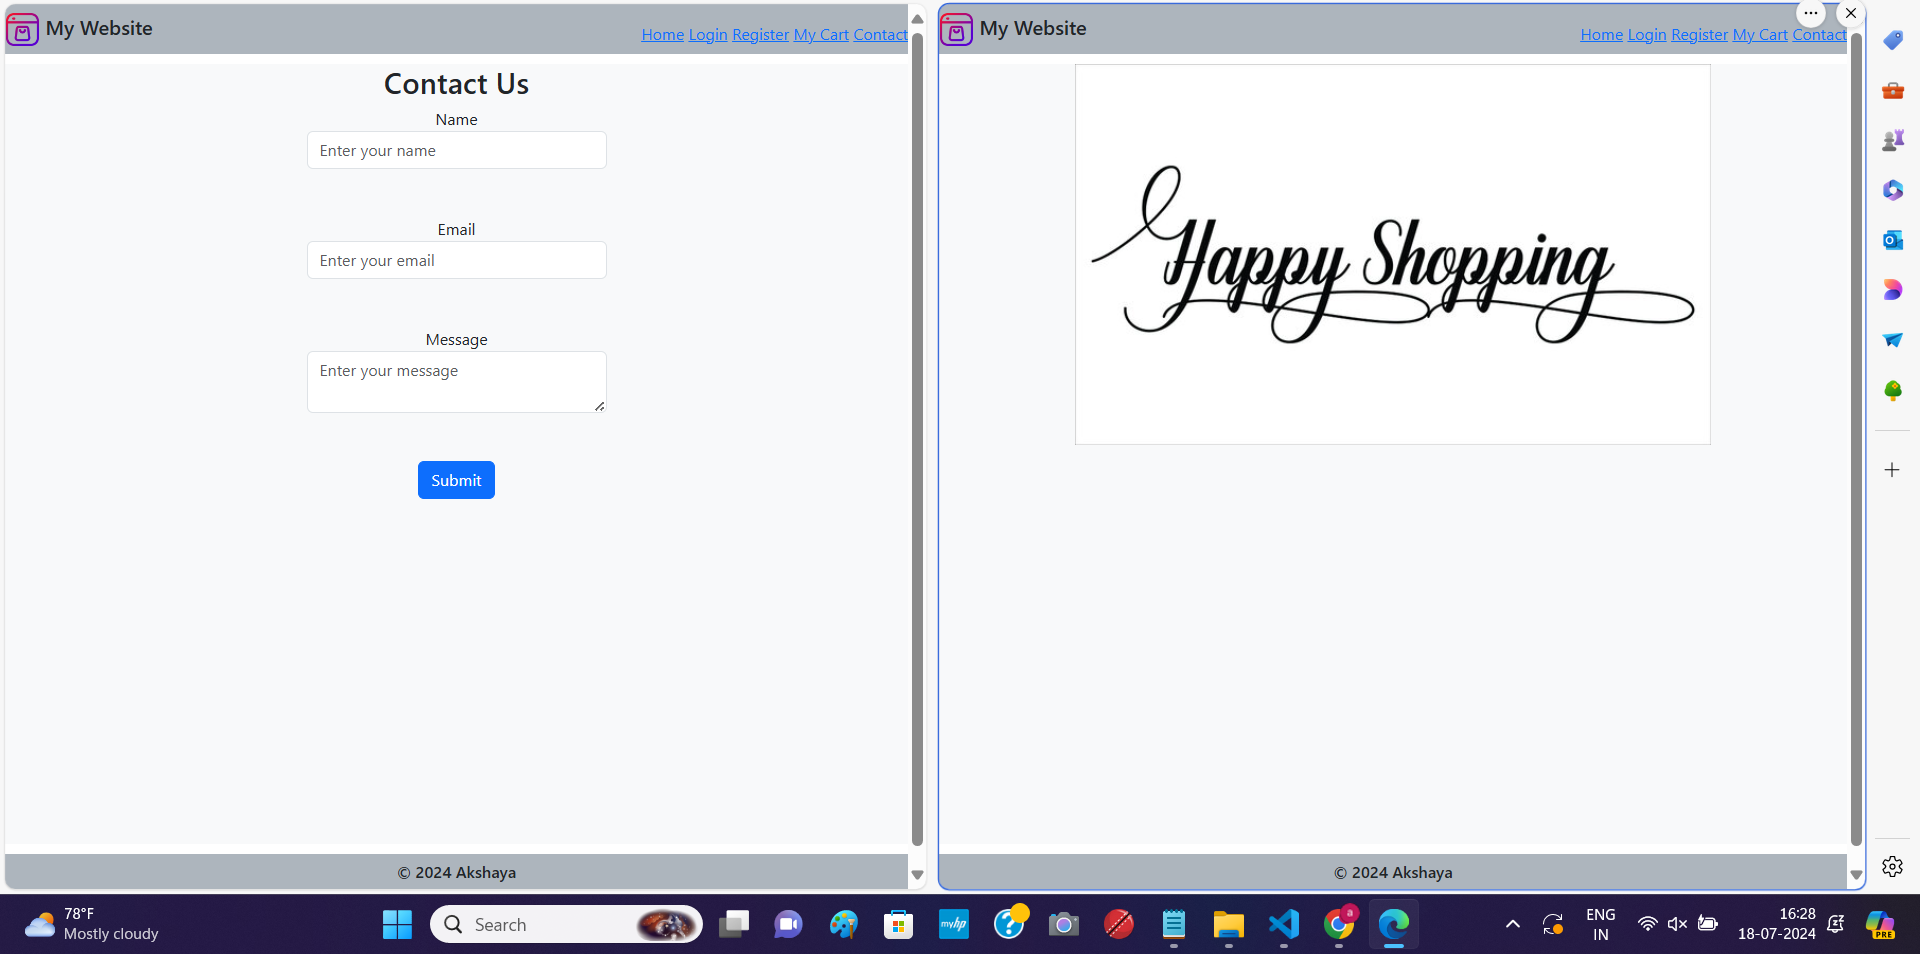 My Website
Home Login Register My Cart Contact
Contact Us
Name
Enter your name
Email
Enter your email
Message
Enter your message
Submit
© 2024 Akshaya
My Website
Home Login Register My Cart Contact
Happy Shopping
© 2024 Akshaya
78°F
Mostly cloudy
Search
myhp
a
ENG
IN
16:28
18-07-2024
PRE